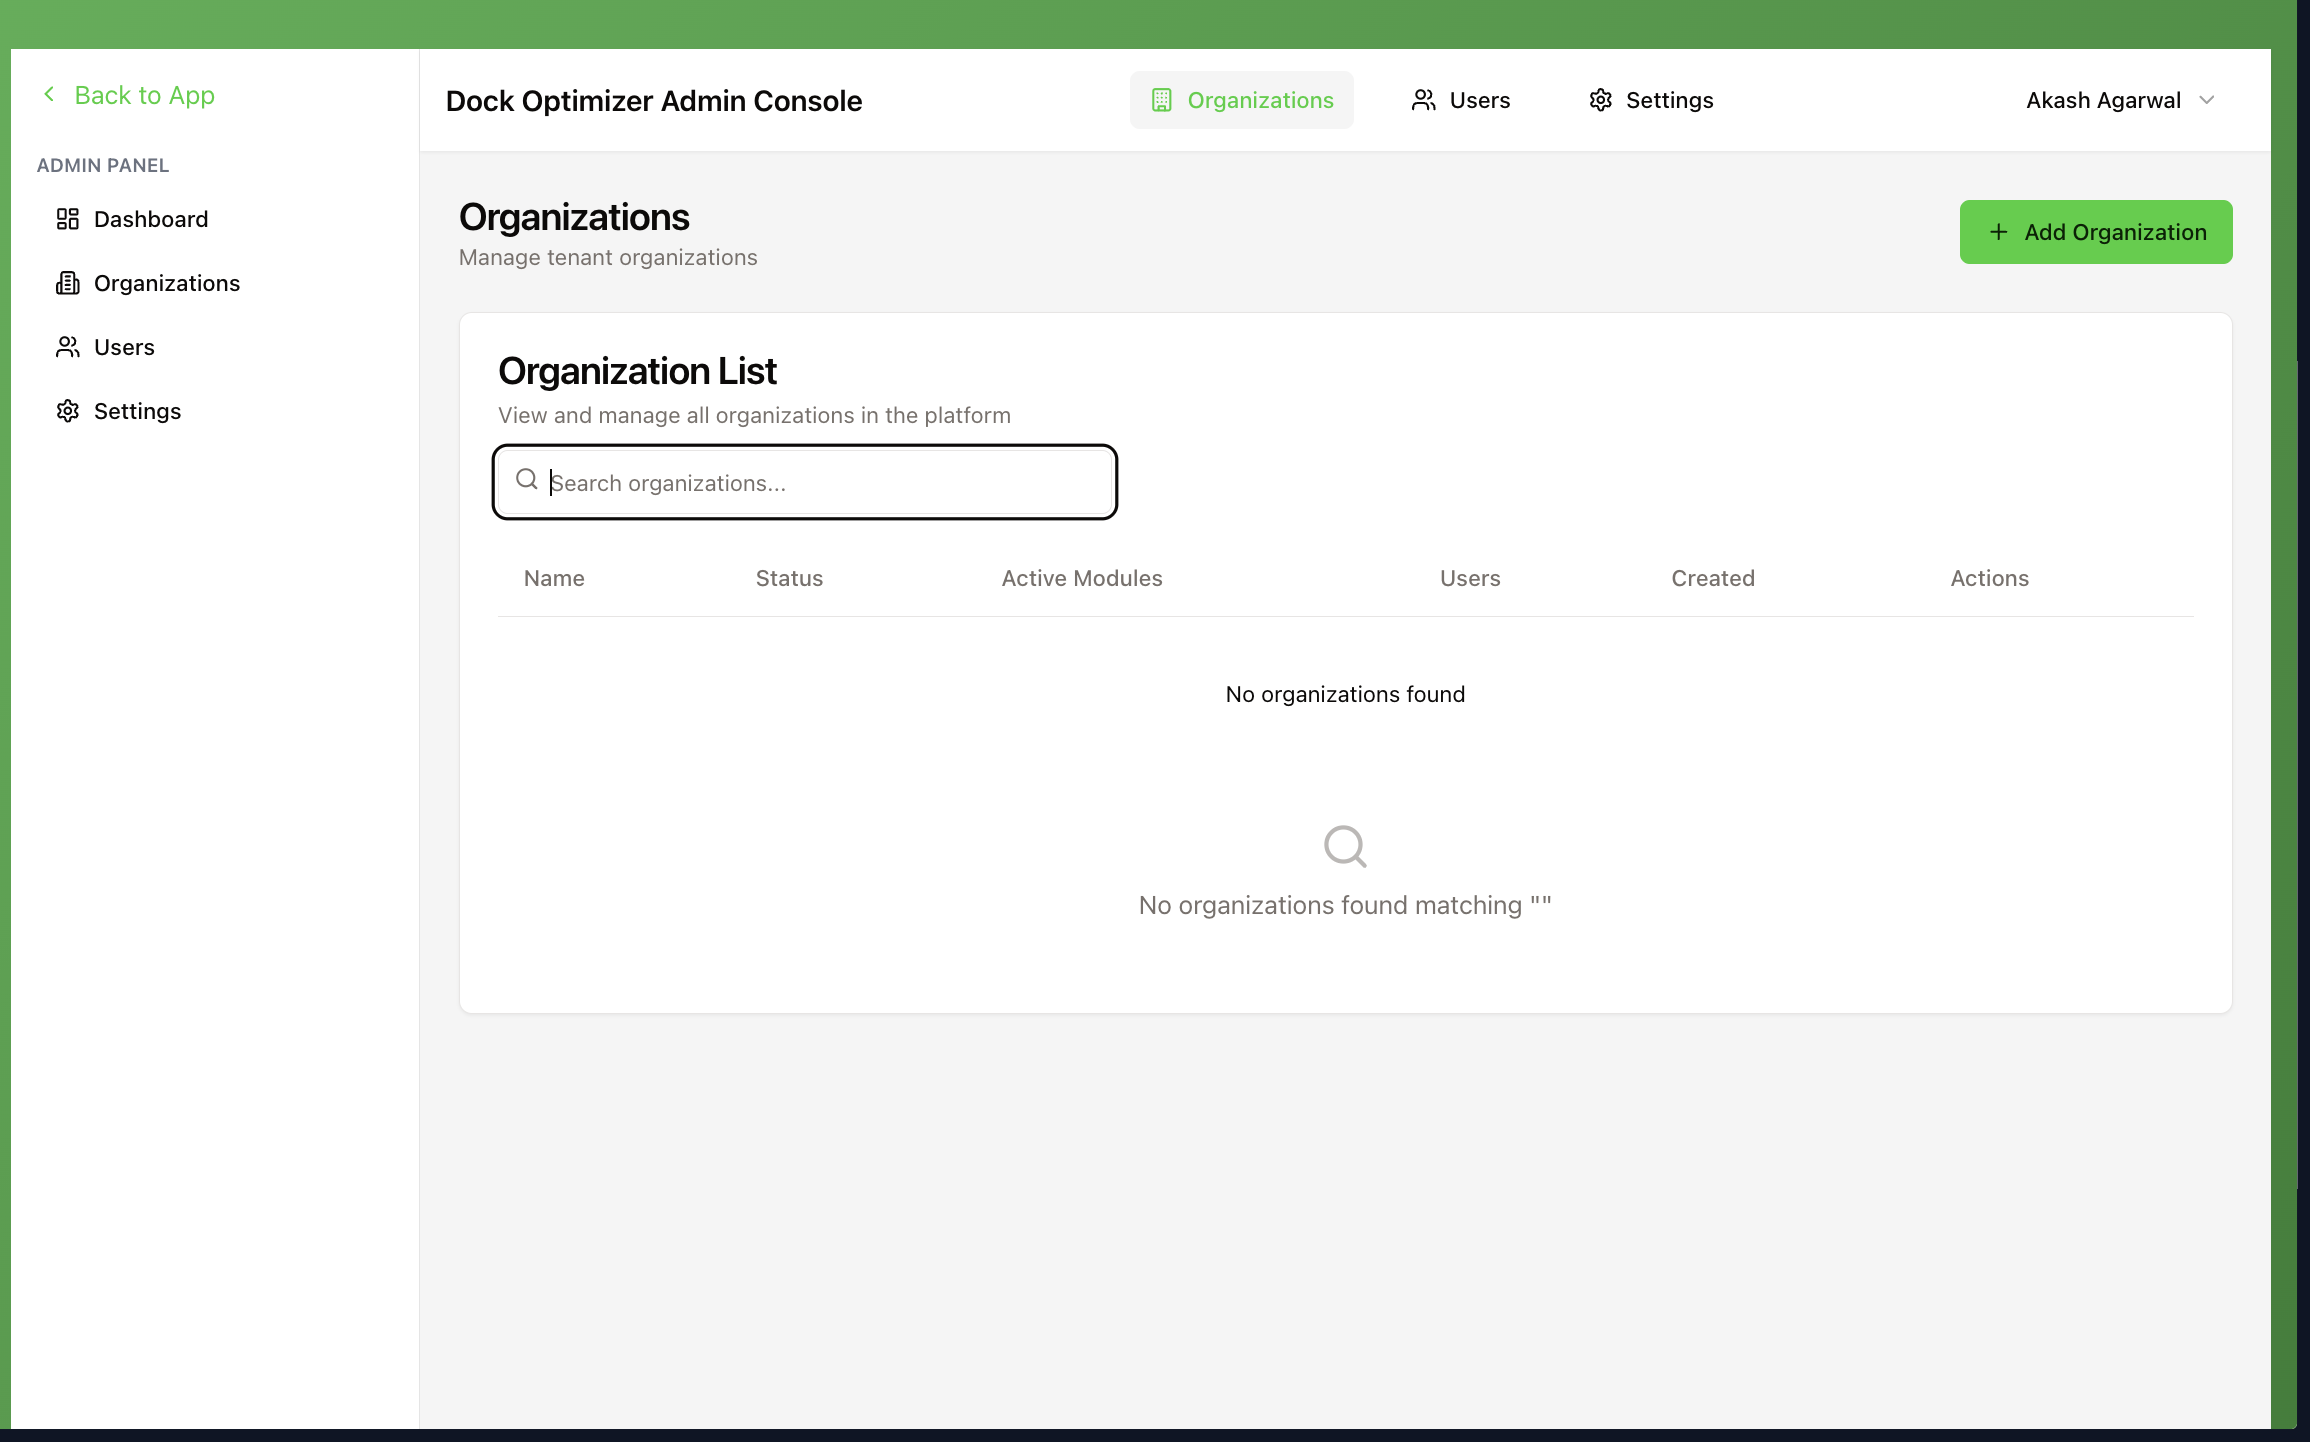 Back to App
ADMIN PANEL
Dashboard
Organizations
Users
Settings
Dock Optimizer Admin Console
Organizations
Users
Settings
Akash Agarwal
Organizations
Manage tenant organizations
Add Organization
Organization List
View and manage all organizations in the platform
Search organizations...
Name Status Active Modules Users Created Actions
No organizations found
No organizations found matching ""